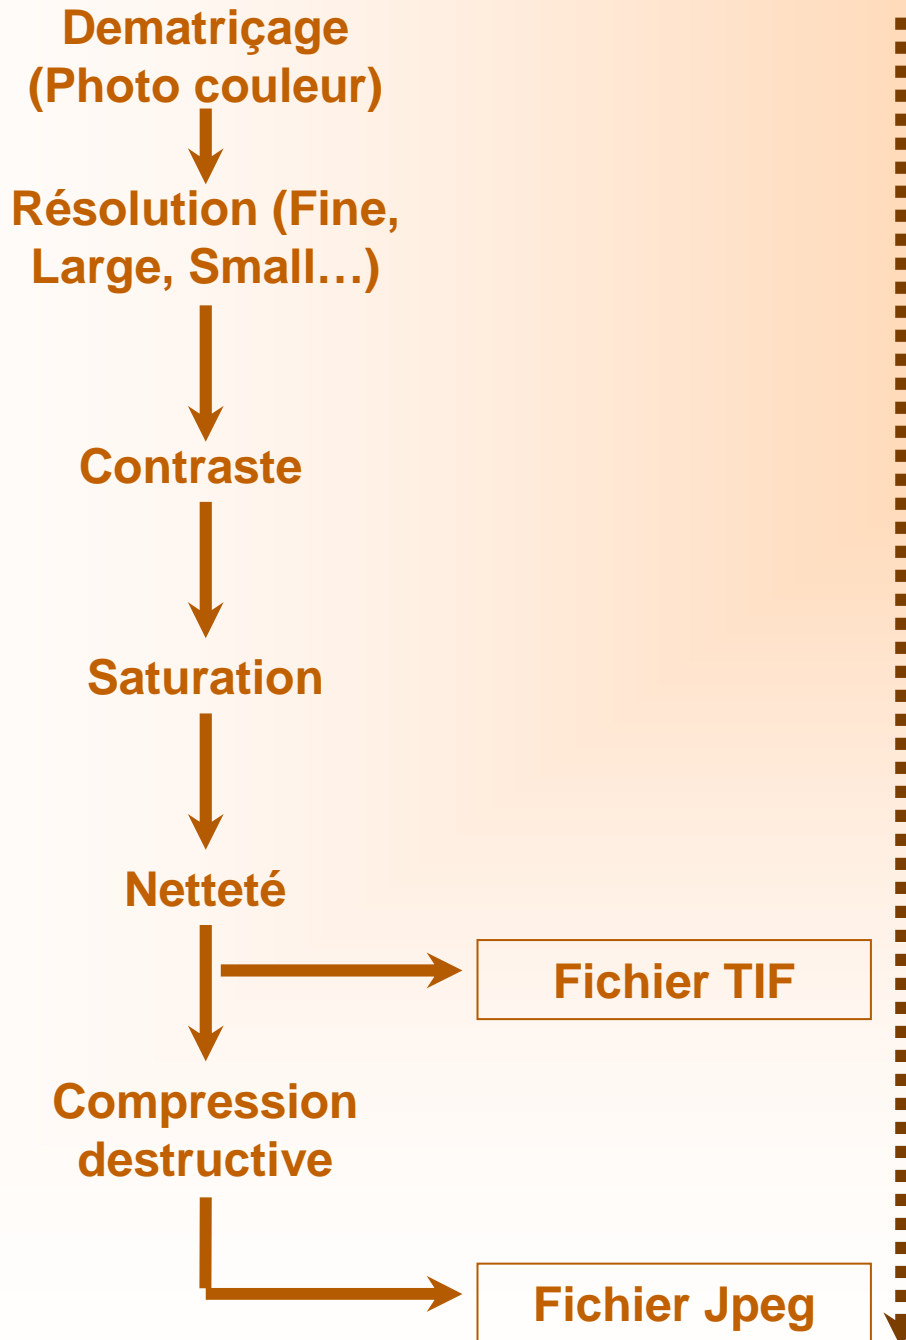 Dematriçage
(Photo couleur)
Résolution (Fine,
Large, Small…)
Contraste
Saturation
Netteté
Fichier TIF
Compression
destructive
Fichier Jpeg